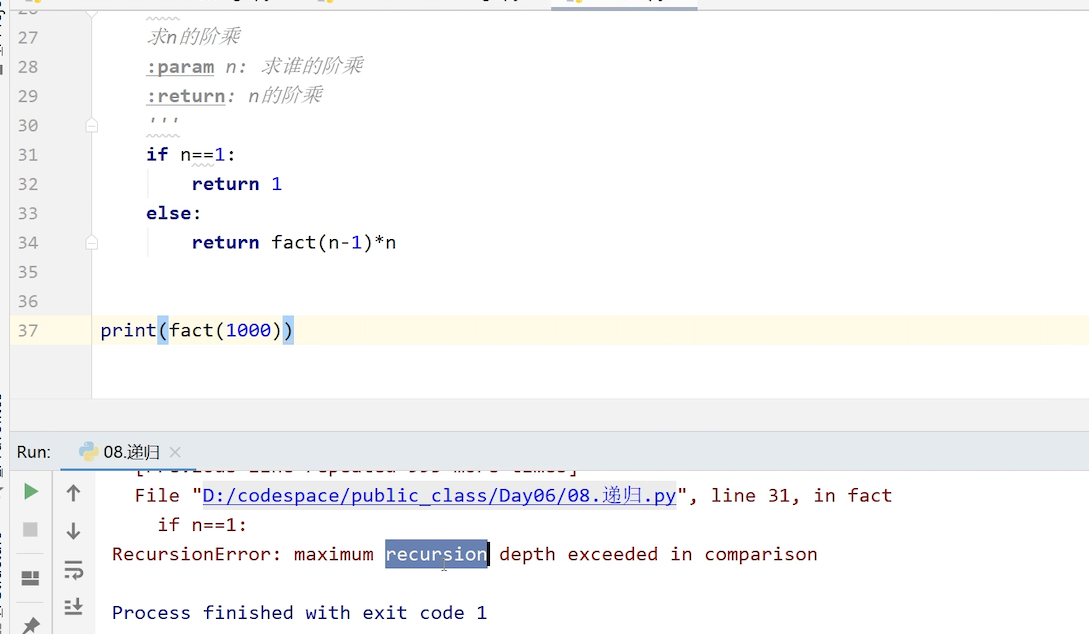 27 求n的阶乘
28 :param n: 求谁的阶乘
29 :return: n的阶乘
30 '''
31 if n==1:
32 return 1
33 else:
34 return fact(n-1)*n
35
36
37 print(fact(1000))
Run: 08.递归
File "D:/codespace/public_class/Day06/08.递归.py", line 31, in fact
if n==1:
RecursionError: maximum recursion depth exceeded in comparison
Process finished with exit code 1